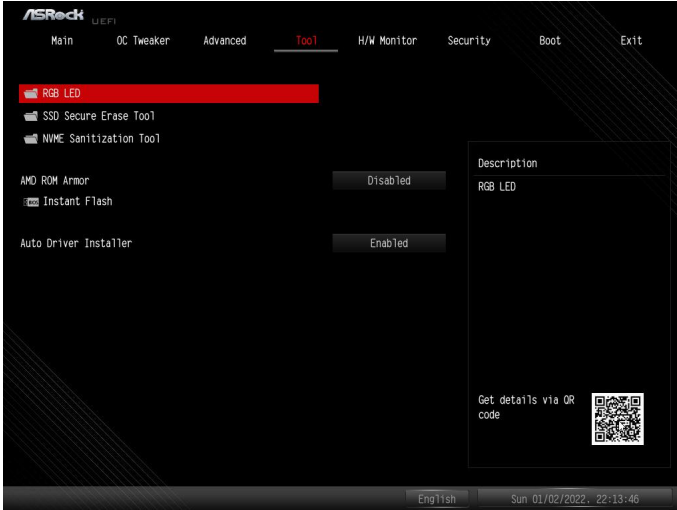 ASRock UEFI
Main OC Tweaker Advanced Tool H/W Monitor Security Boot Exit
RGB LED
SSD Secure Erase Tool
NVME Sanitization Tool
Description
AMD ROM Armor Disabled
RGB LED
BIOS Instant Flash
Auto Driver Installer Enabled
Get details via QR
code
English Sun 01/02/2022. 22:13:46